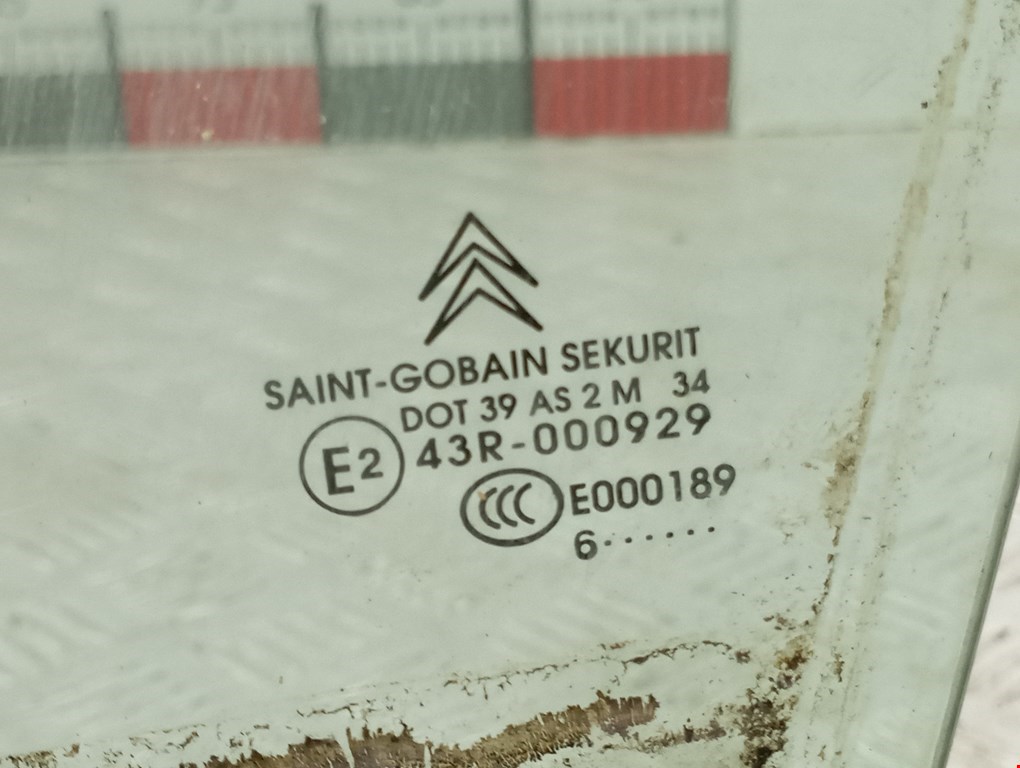 SAINT-GOBAIN SEKURIT
DOT 39 AS 2 M 34
E2 43R-000929
CCC E000189
6······